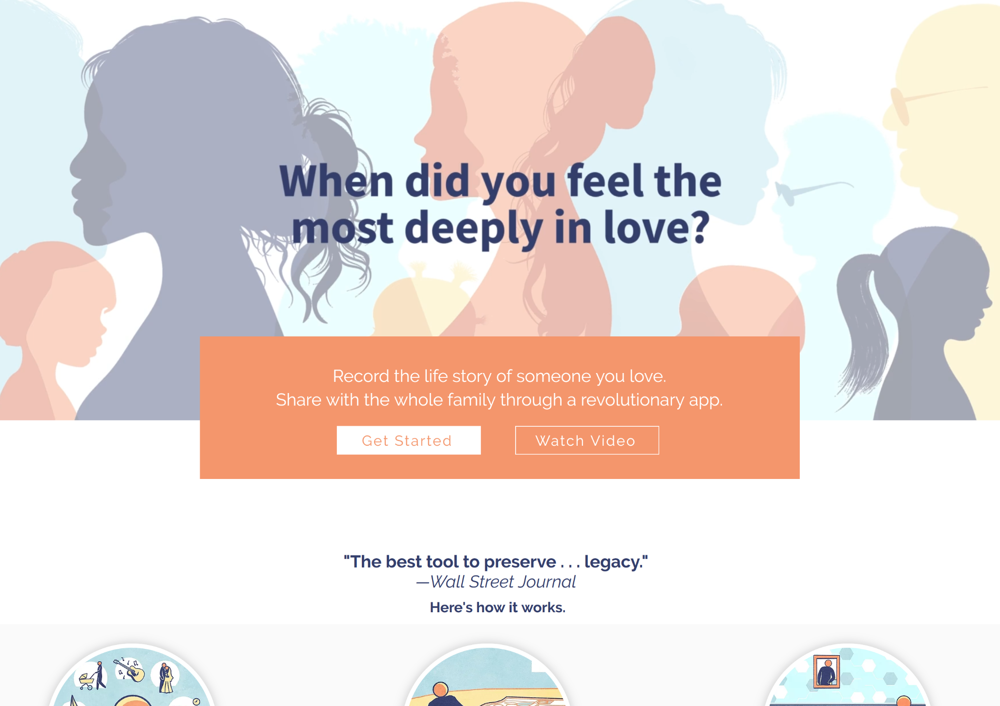 When did you feel the
most deeply in love?
Record the life story of someone you love.
Share with the whole family through a revolutionary app.
Get Started
Watch Video
"The best tool to preserve . . . legacy."
—Wall Street Journal
Here's how it works.